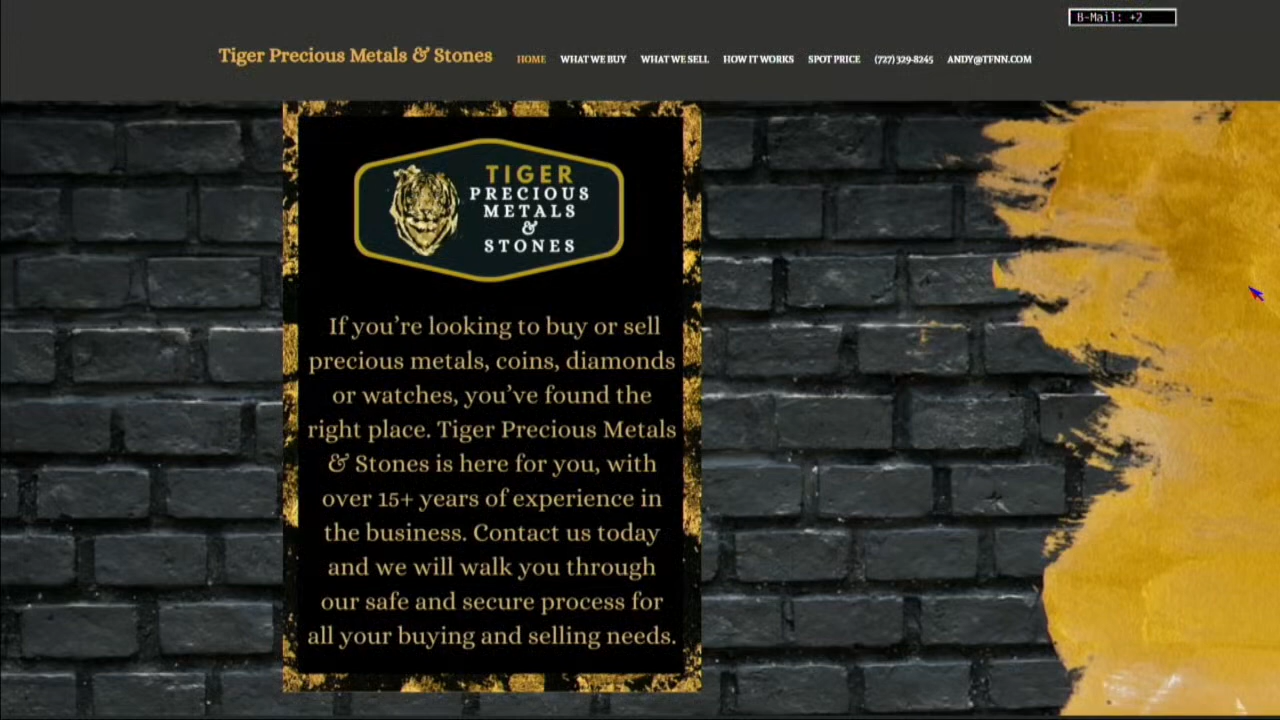 B-Mail: +2
Tiger Precious Metals & Stones
HOME WHAT WE BUY WHAT WE SELL HOW IT WORKS SPOT PRICE (727) 329-8245 ANDY@TFNN.COM
TIGER
PRECIOUS
METALS
&
STONES
If you’re looking to buy or sell
precious metals, coins, diamonds
or watches, you’ve found the
right place. Tiger Precious Metals
& Stones is here for you, with
over 15+ years of experience in
the business. Contact us today
and we will walk you through
our safe and secure process for
all your buying and selling needs.